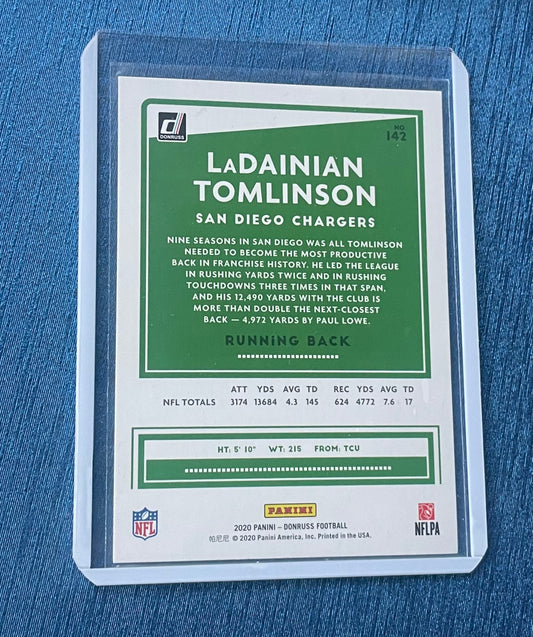 DONRUSS
NO.
142
LADAINIAN
TOMLINSON
SAN DIEGO CHARGERS
NINE SEASONS IN SAN DIEGO WAS ALL TOMLINSON
NEEDED TO BECOME THE MOST PRODUCTIVE
BACK IN FRANCHISE HISTORY. HE LED THE LEAGUE
IN RUSHING YARDS TWICE AND IN RUSHING
TOUCHDOWNS THREE TIMES IN THAT SPAN,
AND HIS 12,490 YARDS WITH THE CLUB IS
MORE THAN DOUBLE THE NEXT-CLOSEST
BACK — 4,972 YARDS BY PAUL LOWE.
RUNNiNG BACK
ATT YDS AVG TD REC YDS AVG TD
NFL TOTALS 3174 13684 4.3 145 624 4772 7.6 17
HT: 5' 10" WT: 215 FROM: TCU
PANINI
NFL
2020 PANINI – DONRUSS FOOTBALL
帕尼尼 © 2020 Panini America, Inc. Printed in the USA.
NFLPA